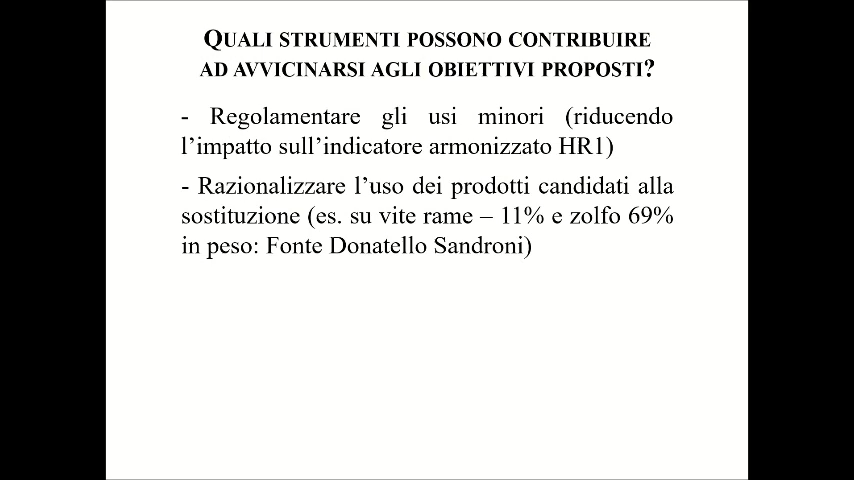 QUALI STRUMENTI POSSONO CONTRIBUIRE
AD AVVICINARSI AGLI OBIETTIVI PROPOSTI?
- Regolamentare gli usi minori (riducendo
l’impatto sull’indicatore armonizzato HR1)
- Razionalizzare l’uso dei prodotti candidati alla
sostituzione (es. su vite rame – 11% e zolfo 69%
in peso: Fonte Donatello Sandroni)